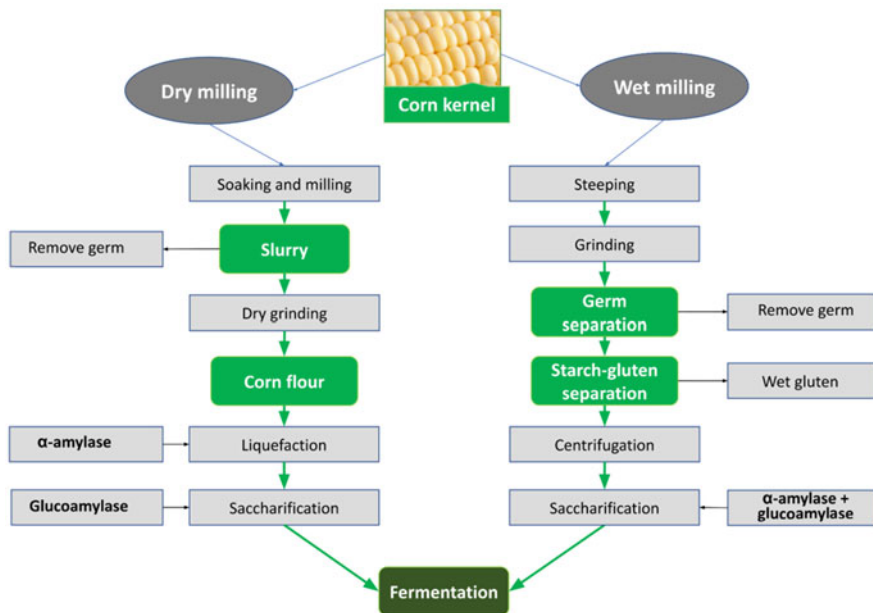 Dry milling
Corn kernel
Wet milling
Soaking and milling
Steeping
Remove germ
Slurry
Grinding
Dry grinding
Germ
separation
Remove germ
Corn flour
Starch-gluten
separation
Wet gluten
α-amylase
Liquefaction
Centrifugation
Glucoamylase
Saccharification
Saccharification
α-amylase +
glucoamylase
Fermentation